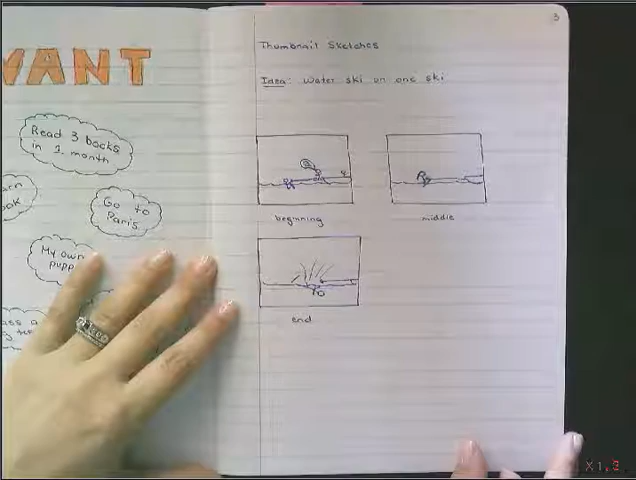 WANT
Read 3 books
in 1 month
Go to
Paris
My own
3
Thumbnail Sketches
Idea: Water ski on one ski
beginning
middle
end
X1.